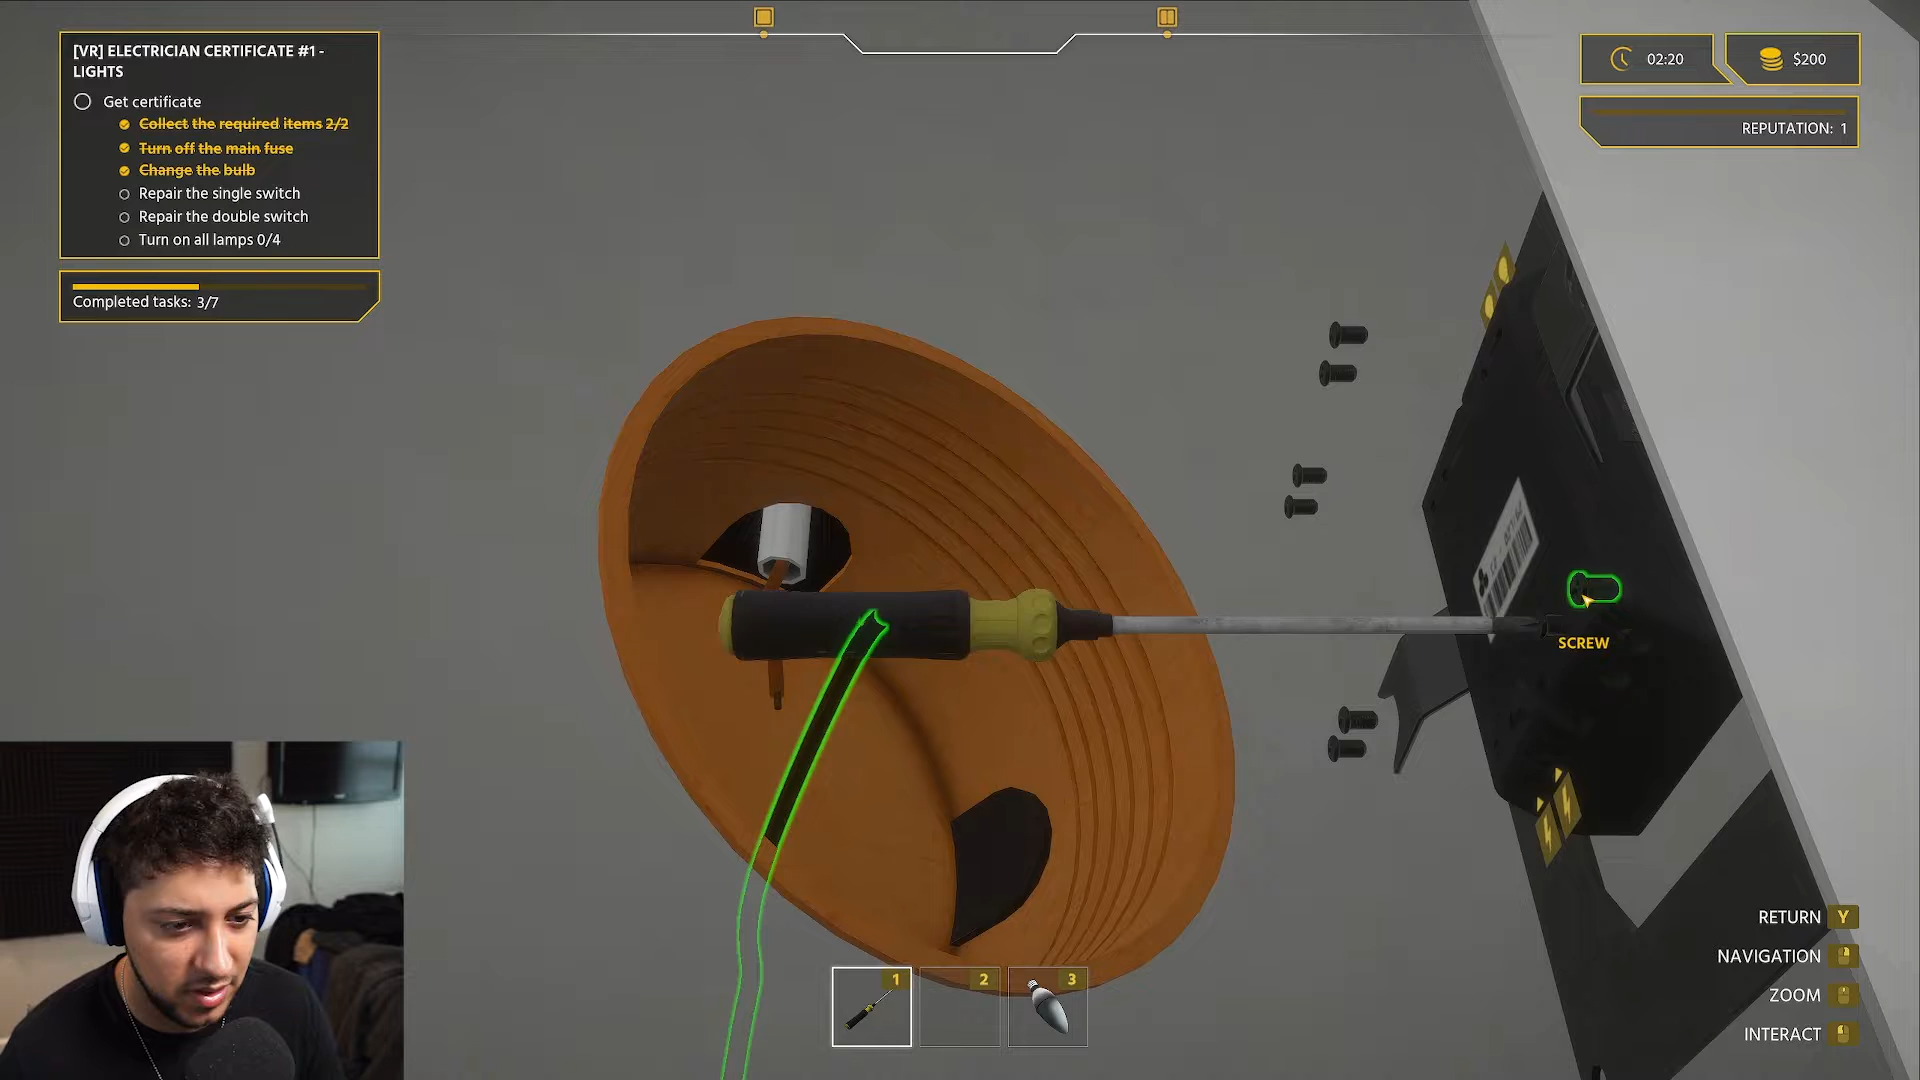 [VR] ELECTRICIAN CERTIFICATE #1 -
LIGHTS
Get certificate
Collect the required items 2/2
Turn off the main fuse
Change the bulb
Repair the single switch
Repair the double switch
Turn on all lamps 0/4
Completed tasks: 3/7
02:20
$200
REPUTATION: 1
SCREW
RETURN Y
NAVIGATION
ZOOM
INTERACT
1
2
3